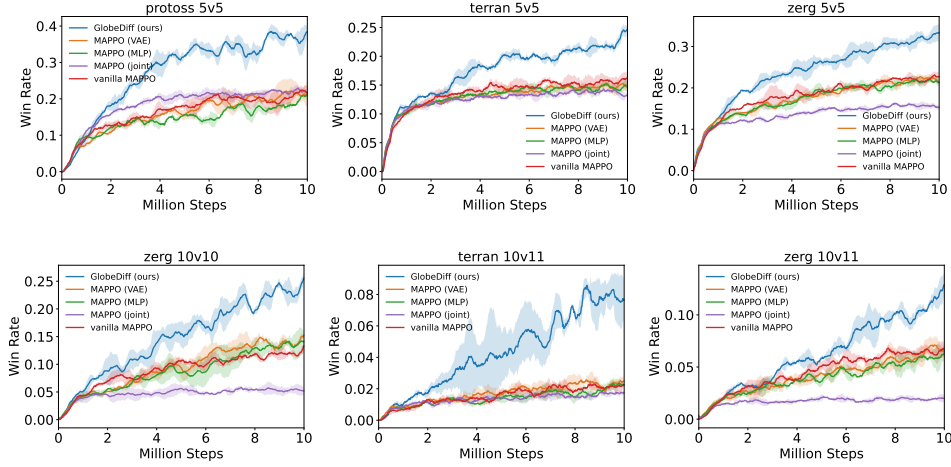 protoss 5v5
0.4
0.3
0.2
0.1
0.0
Win Rate
GlobeDiff (ours)
MAPPO (VAE)
MAPPO (MLP)
MAPPO (joint)
vanilla MAPPO
0 2 4 6 8 10
Million Steps
terran 5v5
0.25
0.20
0.15
0.10
0.05
0.00
Win Rate
GlobeDiff (ours)
MAPPO (VAE)
MAPPO (MLP)
MAPPO (joint)
vanilla MAPPO
0 2 4 6 8 10
Million Steps
zerg 5v5
0.3
0.2
0.1
0.0
Win Rate
GlobeDiff (ours)
MAPPO (VAE)
MAPPO (MLP)
MAPPO (joint)
vanilla MAPPO
0 2 4 6 8 10
Million Steps
zerg 10v10
0.25
0.20
0.15
0.10
0.05
0.00
Win Rate
GlobeDiff (ours)
MAPPO (VAE)
MAPPO (MLP)
MAPPO (joint)
vanilla MAPPO
0 2 4 6 8 10
Million Steps
terran 10v11
0.08
0.06
0.04
0.02
0.00
Win Rate
GlobeDiff (ours)
MAPPO (VAE)
MAPPO (MLP)
MAPPO (joint)
vanilla MAPPO
0 2 4 6 8 10
Million Steps
zerg 10v11
0.10
0.05
0.00
Win Rate
GlobeDiff (ours)
MAPPO (VAE)
MAPPO (MLP)
MAPPO (joint)
vanilla MAPPO
0 2 4 6 8 10
Million Steps